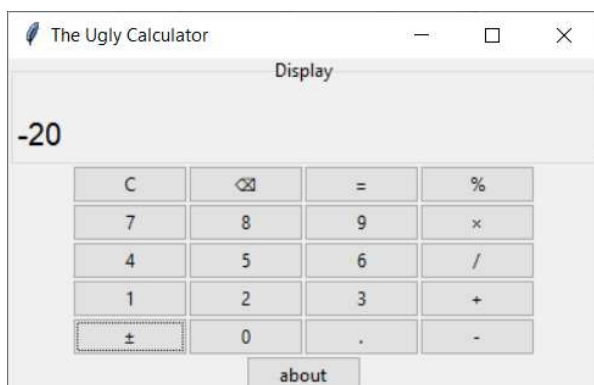 The Ugly Calculator
Display
-20
C ⌫ = %
7 8 9 ×
4 5 6 /
1 2 3 +
± 0 . -
about